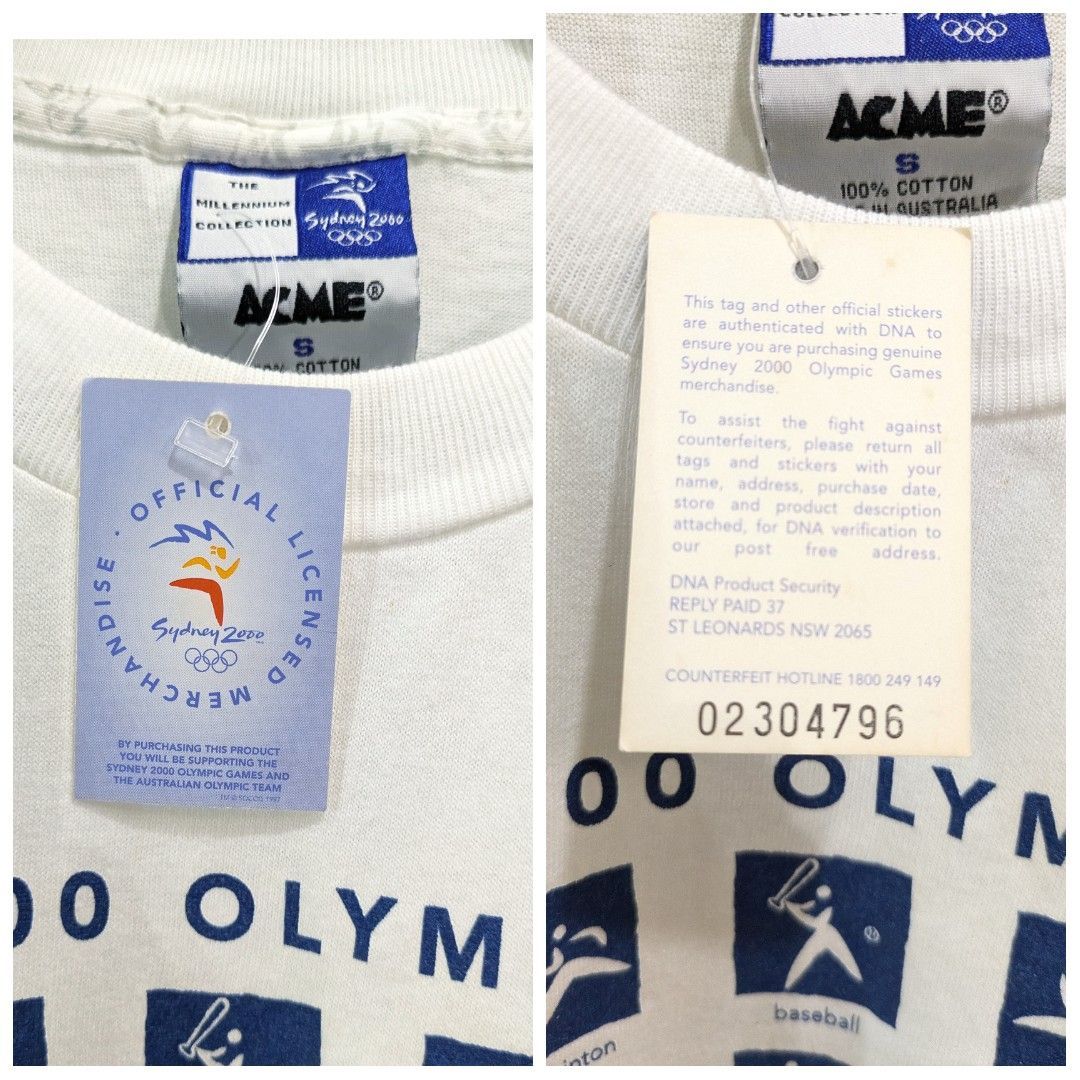 THE
MILLENNIUM
COLLECTION
Sydney 2000
ACME®
S
COTTON
OFFICIAL LICENSED MERCHANDISE ·
Sydney 2000
BY PURCHASING THIS PRODUCT
YOU WILL BE SUPPORTING THE
SYDNEY 2000 OLYMPIC GAMES AND
THE AUSTRALIAN OLYMPIC TEAM
00 OLYM
COLLECTION
ACME®
S
100% COTTON
IN AUSTRALIA
This tag and other official stickers
are authenticated with DNA to
ensure you are purchasing genuine
Sydney 2000 Olympic Games
merchandise.
To assist the fight against
counterfeiters, please return all
tags and stickers with your
name, address, purchase date,
store and product description
attached, for DNA verification to
our post free address.
DNA Product Security
REPLY PAID 37
ST LEONARDS NSW 2065
COUNTERFEIT HOTLINE 1800 249 149
02304796
00 OLYM
®
baseball
inton